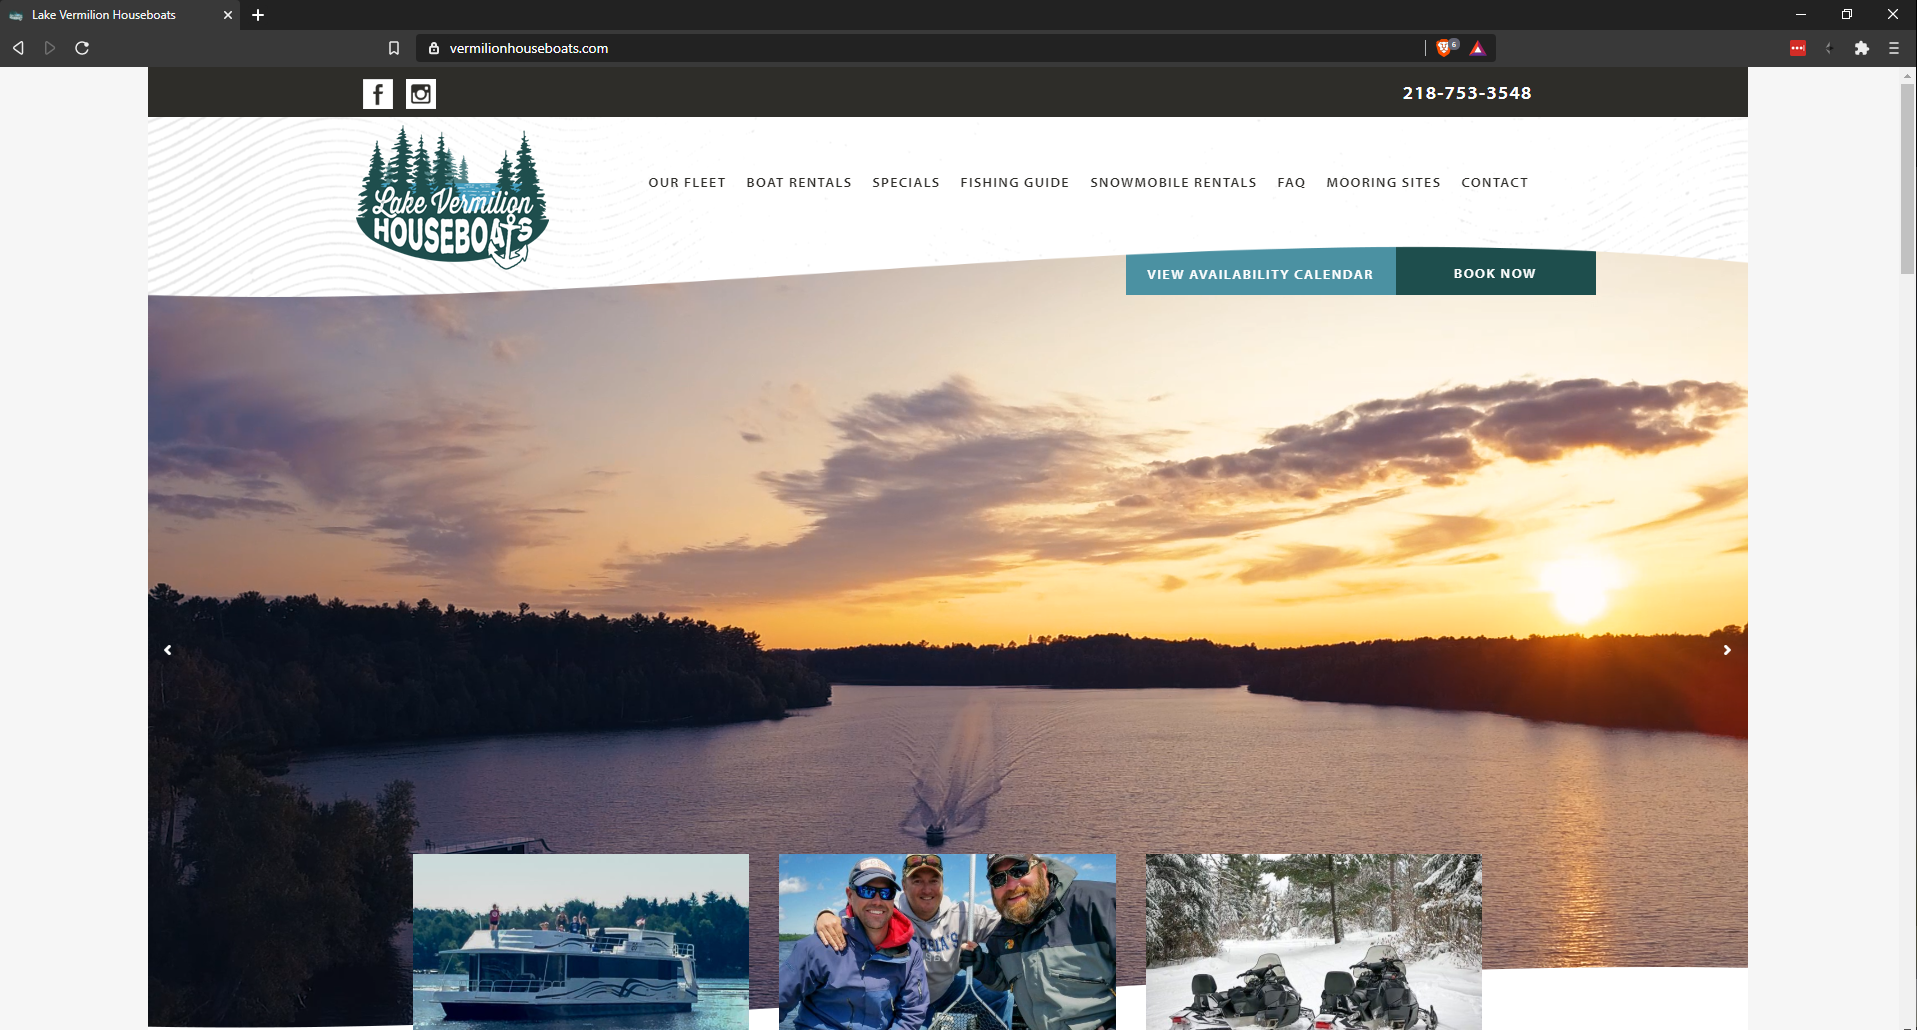 Lake Vermilion Houseboats
vermilionhouseboats.com
6
218-753-3548
Lake Vermilion
HOUSEBOATS
OUR FLEET BOAT RENTALS SPECIALS FISHING GUIDE SNOWMOBILE RENTALS FAQ MOORING SITES CONTACT
VIEW AVAILABILITY CALENDAR BOOK NOW